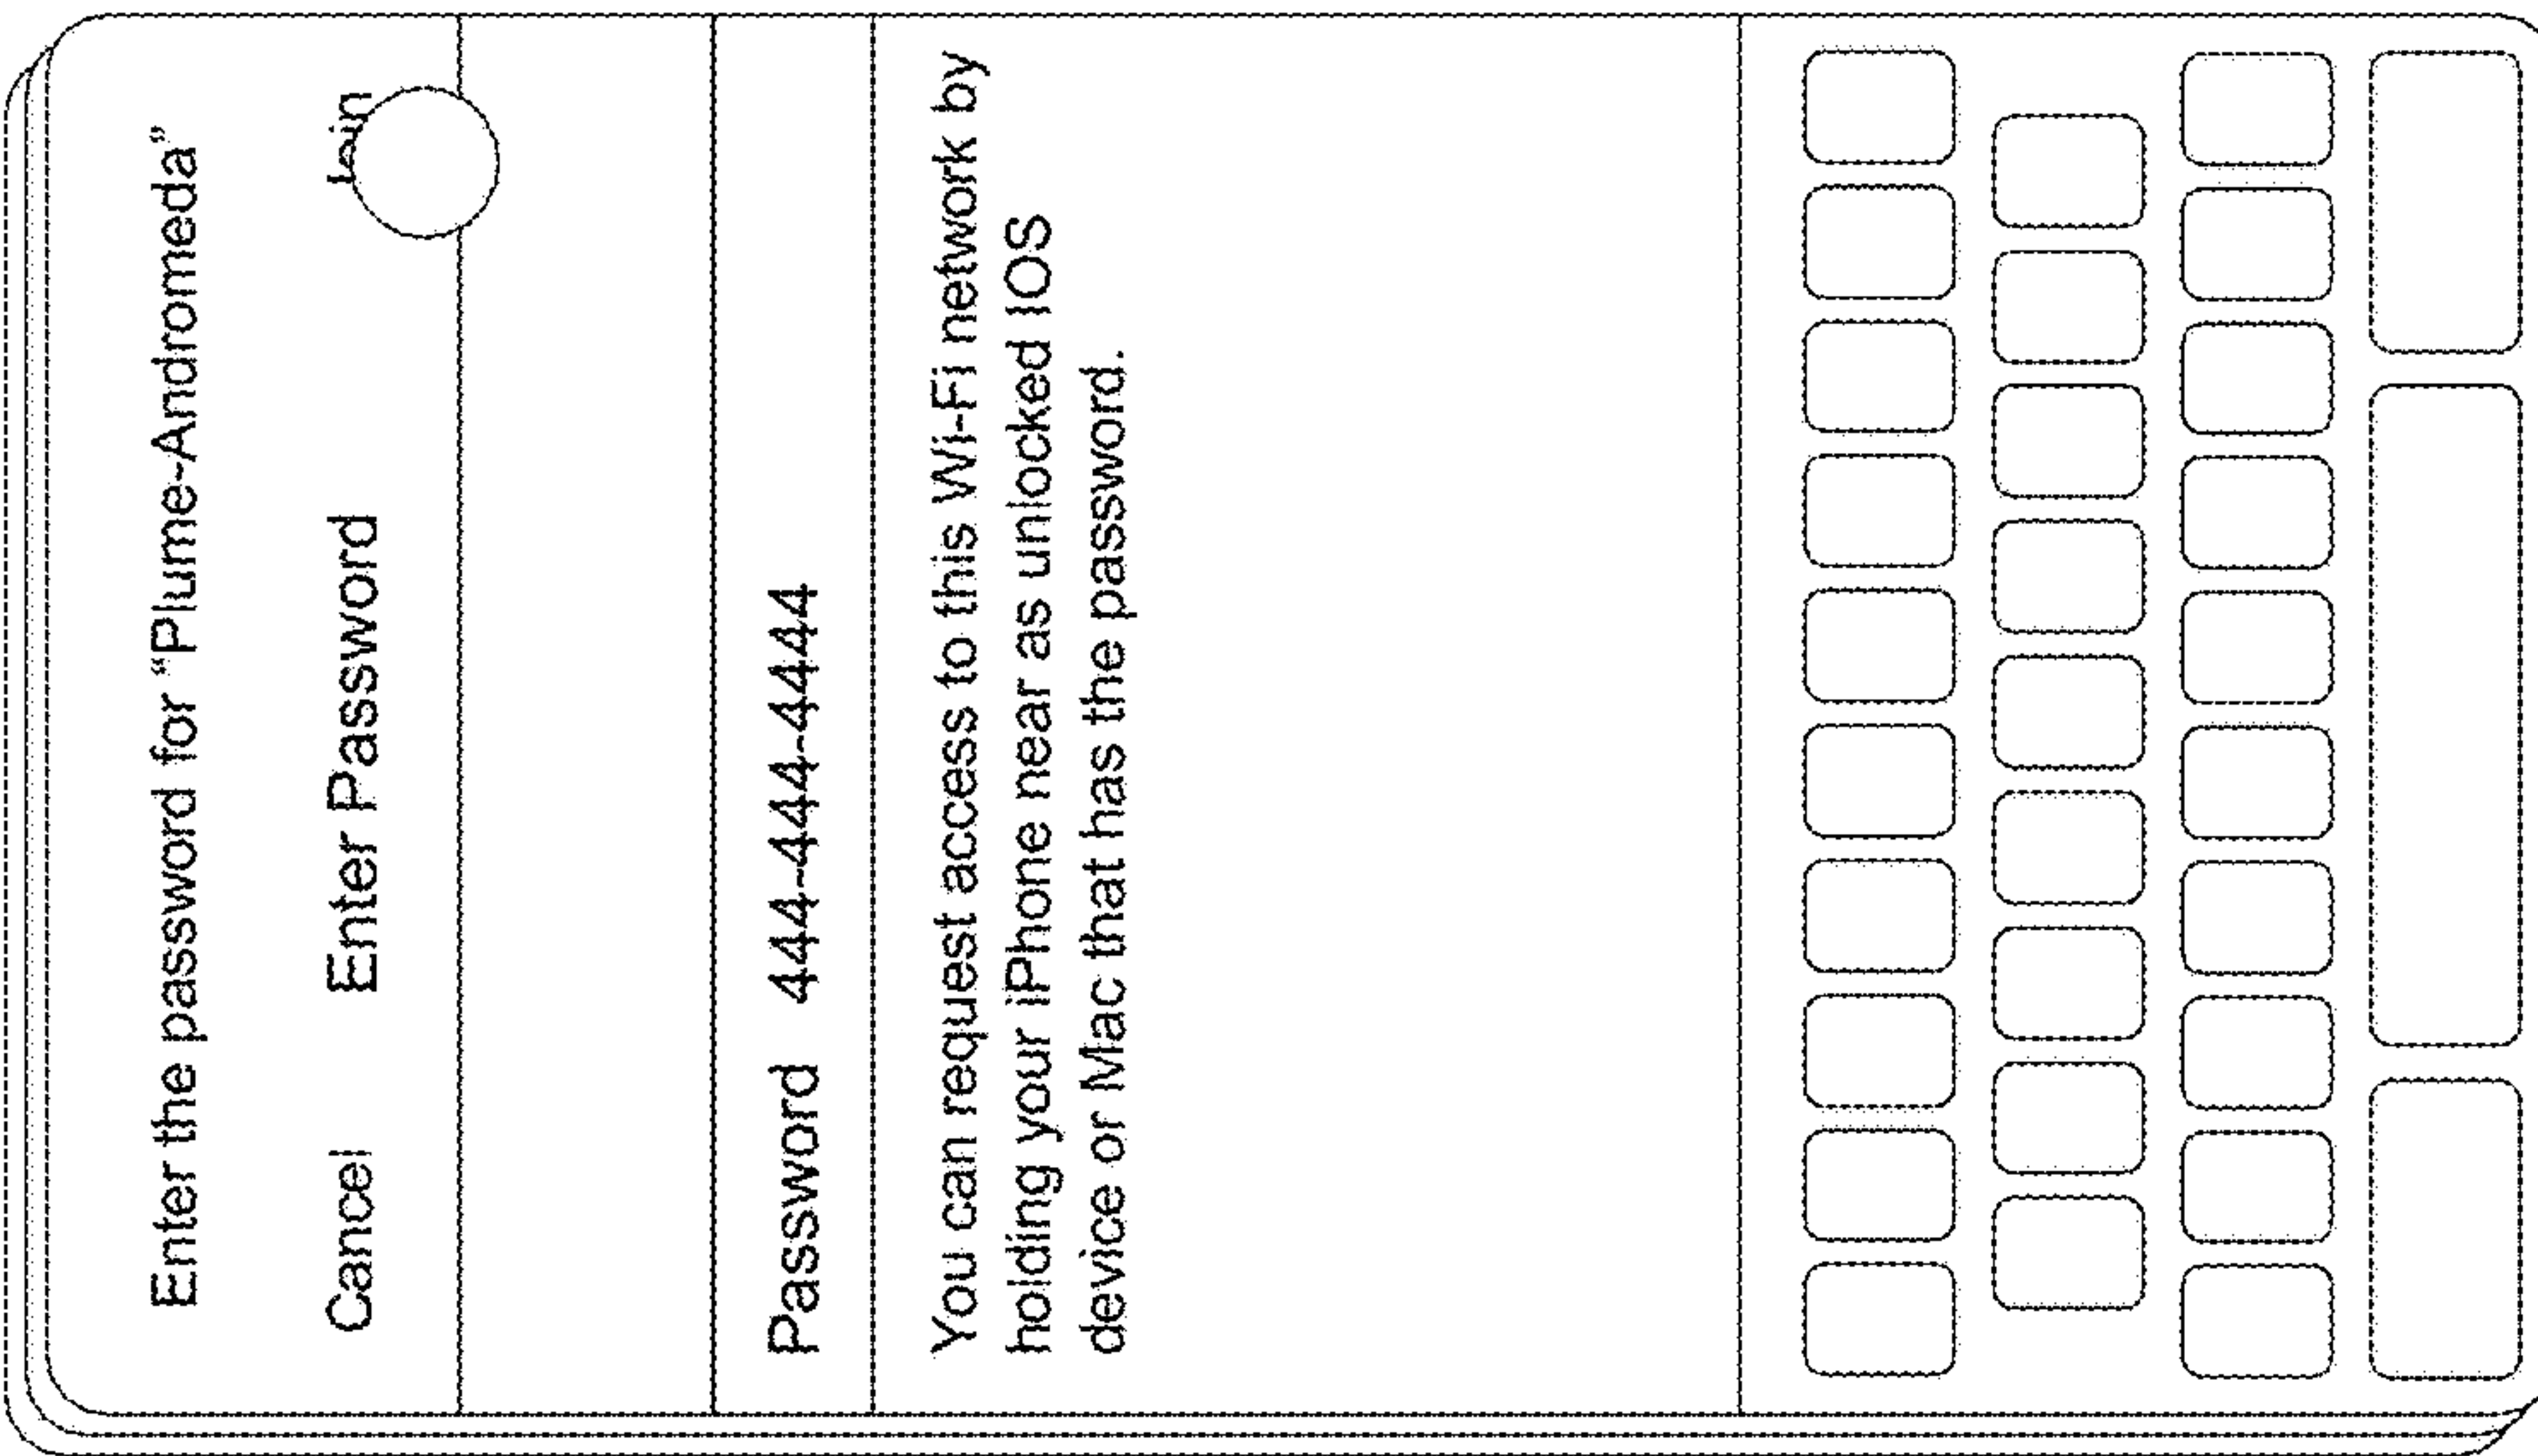 Enter the password for “Plume-Andromeda”
Cancel Enter Password Join
Password 444-444-4444
You can request access to this Wi-Fi network by
holding your iPhone near as unlocked IOS
device or Mac that has the password.